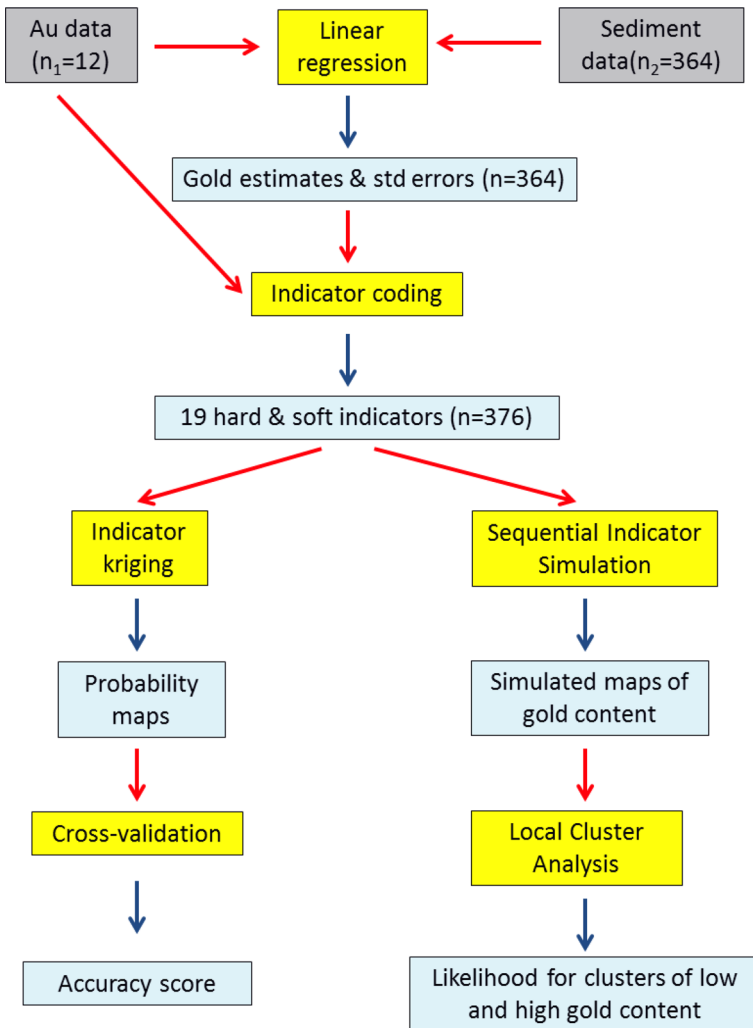 Au data
(n₁=12)
Linear
regression
Sediment
data(n₂=364)
Gold estimates & std errors (n=364)
Indicator coding
19 hard & soft indicators (n=376)
Indicator
kriging
Sequential Indicator
Simulation
Probability
maps
Simulated maps of
gold content
Cross-validation
Local Cluster
Analysis
Accuracy score
Likelihood for clusters of low
and high gold content